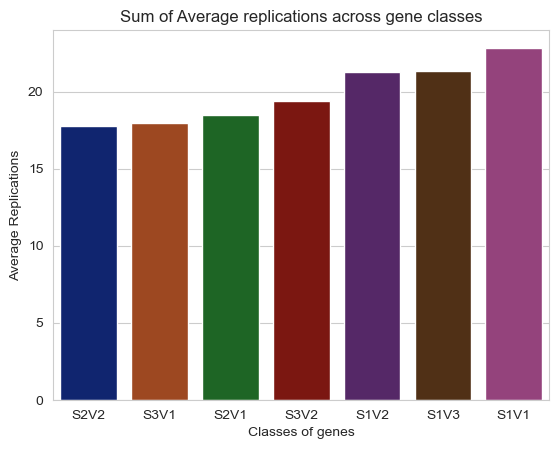 Sum of Average replications across gene classes
Average Replications
20
15
10
5
0
S2V2 S3V1 S2V1 S3V2 S1V2 S1V3 S1V1
Classes of genes